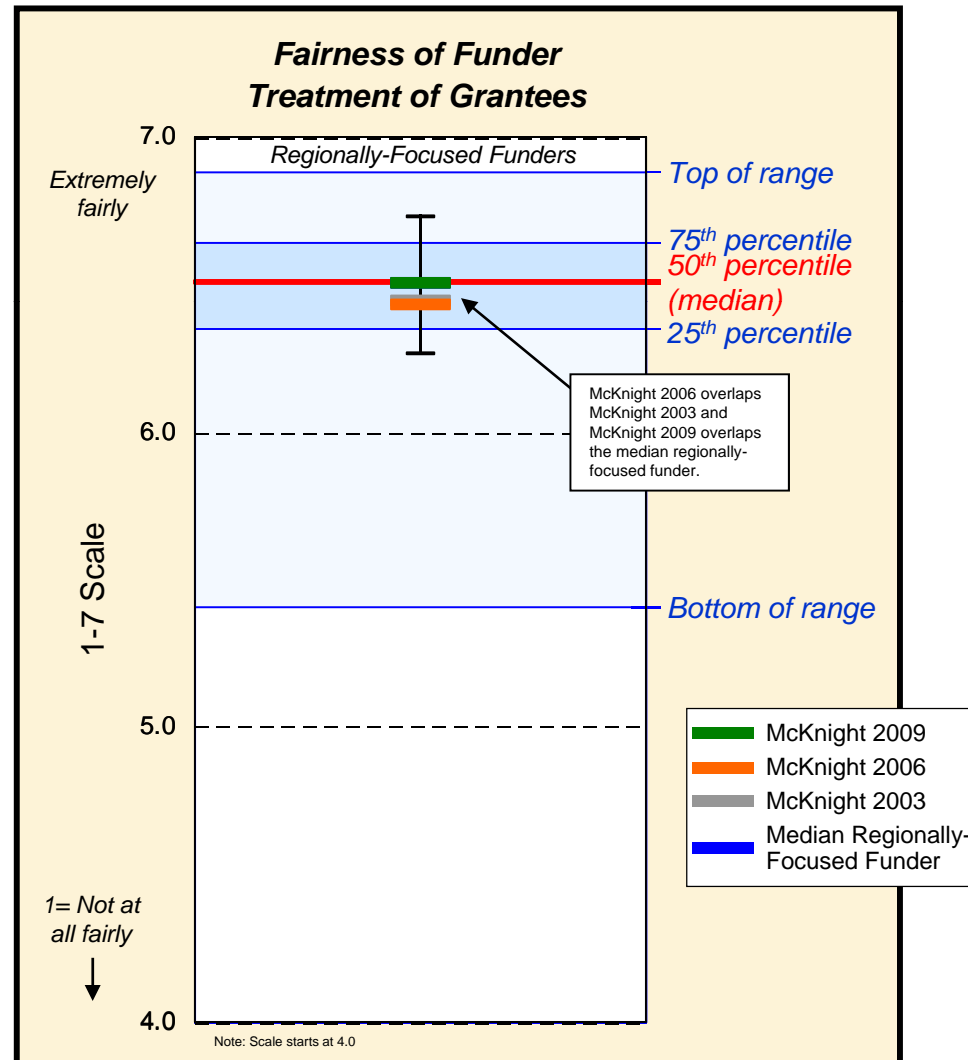 Fairness of Funder
Treatment of Grantees
7.0
Regionally-Focused Funders
Extremely
fairly
Top of range
75th percentile
50th percentile
(median)
25th percentile
McKnight 2006 overlaps
McKnight 2003 and
McKnight 2009 overlaps
the median regionally-
focused funder.
6.0
1-7 Scale
Bottom of range
5.0
McKnight 2009
McKnight 2006
McKnight 2003
Median Regionally-
Focused Funder
1= Not at
all fairly
4.0
Note: Scale starts at 4.0